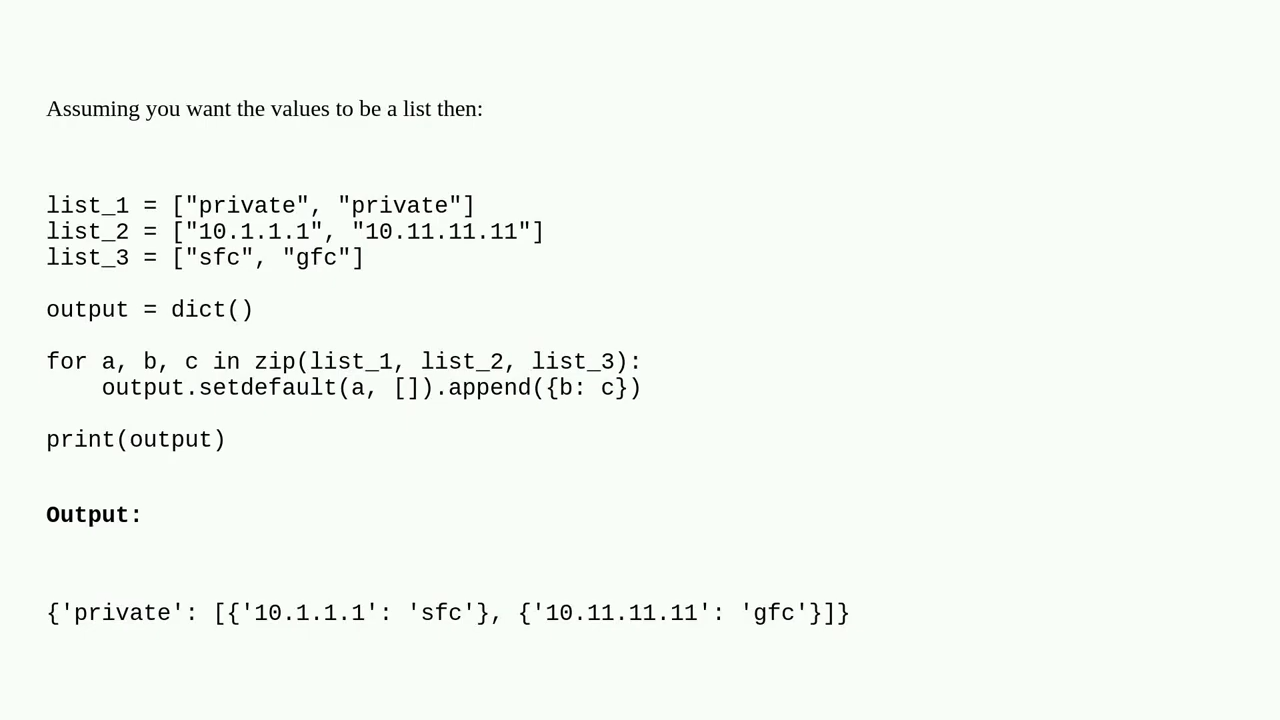 Assuming you want the values to be a list then:
list_1 = ["private", "private"]
list_2 = ["10.1.1.1", "10.11.11.11"]
list_3 = ["sfc", "gfc"]
output = dict()
for a, b, c in zip(list_1, list_2, list_3):
    output.setdefault(a, []).append({b: c})
print(output)
Output:
{'private': [{'10.1.1.1': 'sfc'}, {'10.11.11.11': 'gfc'}]}